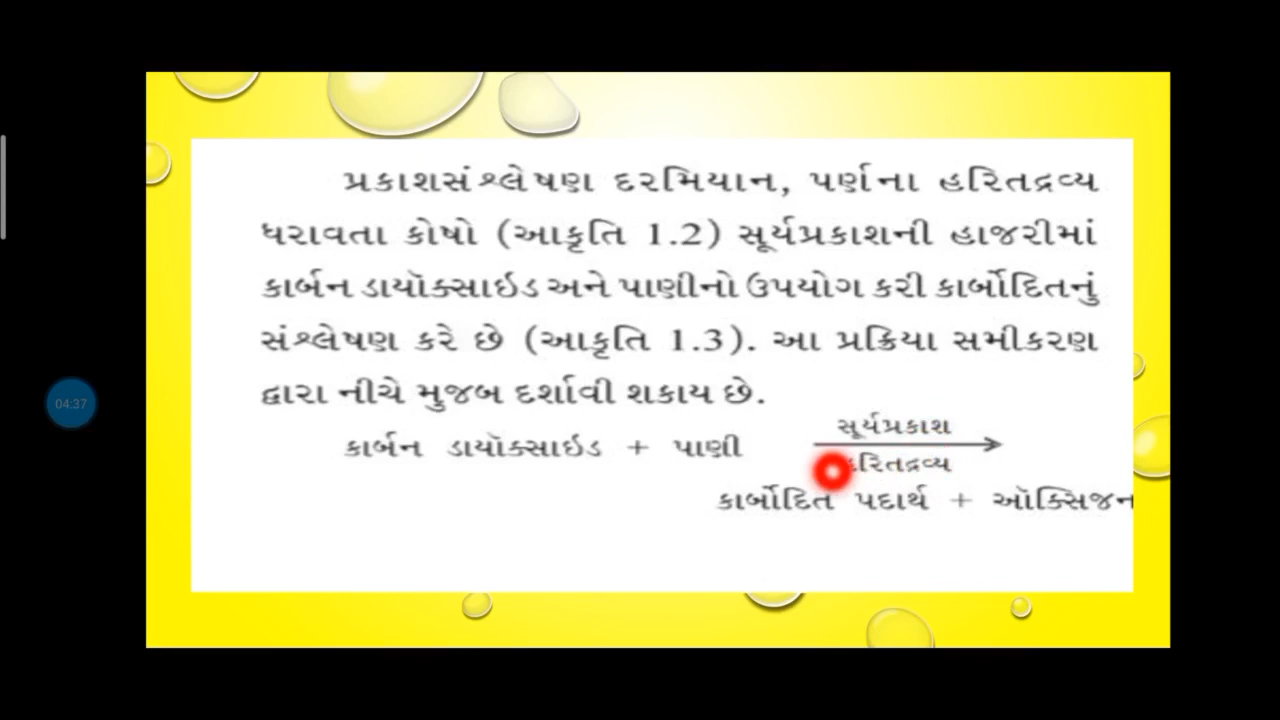 પ્રકાશસંશ્લેષણ દરમિયાન, પર્ણના હરિતદ્રવ્ય
ધરાવતા કોષો (આકૃતિ 1.2) સૂર્યપ્રકાશની હાજરીમાં
કાર્બન ડાયૉક્સાઇડ અને પાણીનો ઉપયોગ કરી કાર્બોદિતનું
સંશ્લેષણ કરે છે (આકૃતિ 1.3). આ પ્રક્રિયા સમીકરણ
દ્વારા નીચે મુજબ દર્શાવી શકાય છે.
સૂર્યપ્રકાશ
કાર્બન ડાયૉક્સાઇડ + પાણી
હરિતદ્રવ્ય
કાર્બોદિત પદાર્થ + ઑક્સિજન
04:37